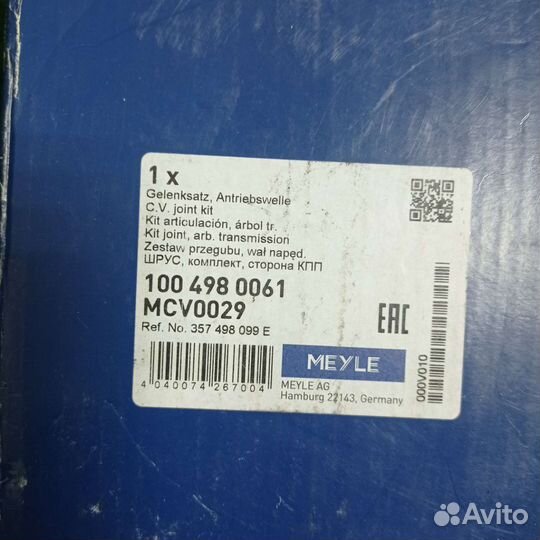 1 x
Gelenksatz, Antriebswelle
C.V. joint kit
Kit articulación, árbol tr.
Kit joint, arb. transmission
Zestaw przegubu, wał napęd.
ШРУС, комплект, сторона КПП
100 498 0061
MCV0029
Ref. No. 357 498 099 E
EAC
4 040074 267004
MEYLE
MEYLE AG
Hamburg 22143, Germany
000V010
Avito